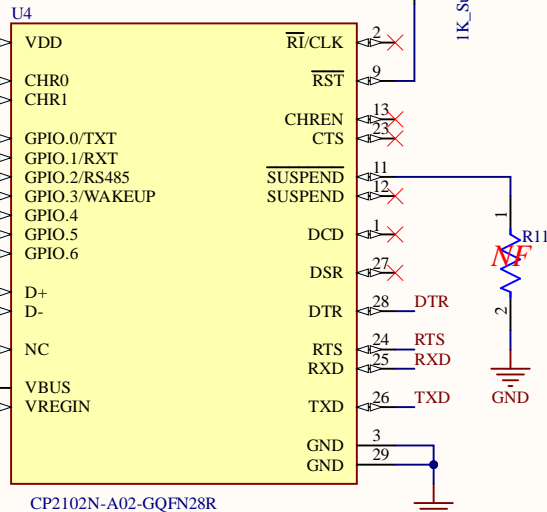 U4
1K_Su
VDD
RI/CLK 2
RST 9
CHR0
CHR1
CHREN 13
CTS 23
GPIO.0/TXT
GPIO.1/RXT
GPIO.2/RS485
SUSPEND 11
GPIO.3/WAKEUP
SUSPEND 12
GPIO.4
GPIO.5
DCD 1
GPIO.6
1
R11
NF
2
DSR 27
D+
D-
DTR 28 DTR
NC
RTS 24 RTS
RXD 25 RXD
VBUS
VREGIN
TXD 26 TXD
GND
GND 3
GND 29
CP2102N-A02-GQFN28R